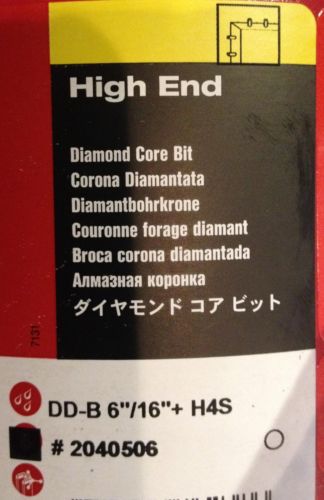 High End
Diamond Core Bit
Corona Diamantata
Diamantbohrkrone
Couronne forage diamant
Broca corona diamantada
Алмазная коронка
ダイヤモンド コア ビット
7131
DD-B 6"/16"+ H4S
# 2040506